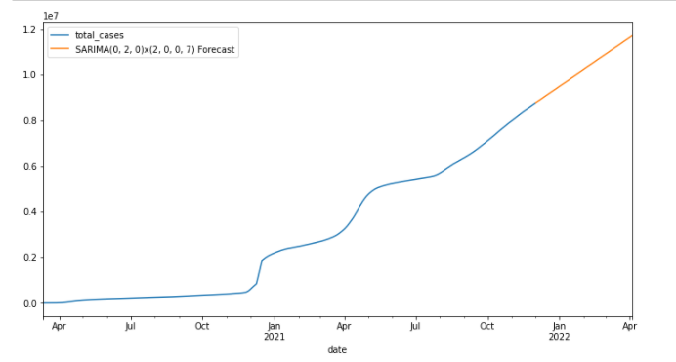 1e7
total_cases
SARIMA(0, 2, 0)x(2, 0, 0, 7) Forecast
1.2
1.0
0.8
0.6
0.4
0.2
0.0
Apr Jul Oct Jan Apr Jul Oct Jan Apr
2021 2022
date